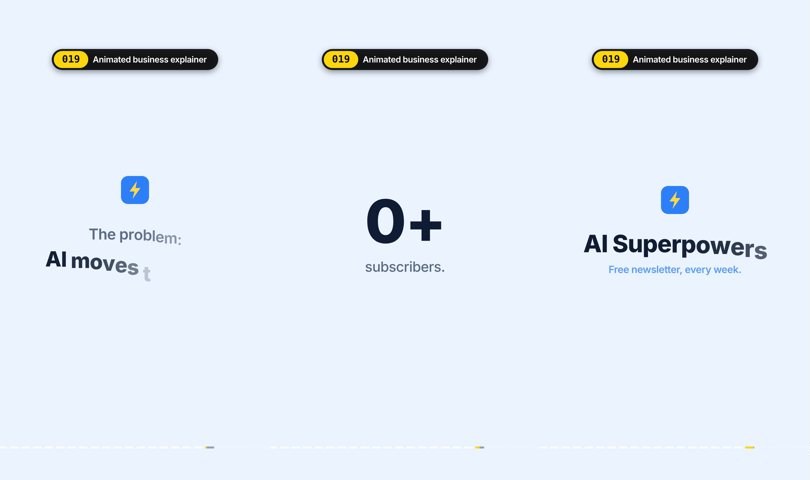 019 Animated business explainer
The problem:
AI moves t
019 Animated business explainer
0+
subscribers.
019 Animated business explainer
AI Superpowers
Free newsletter, every week.